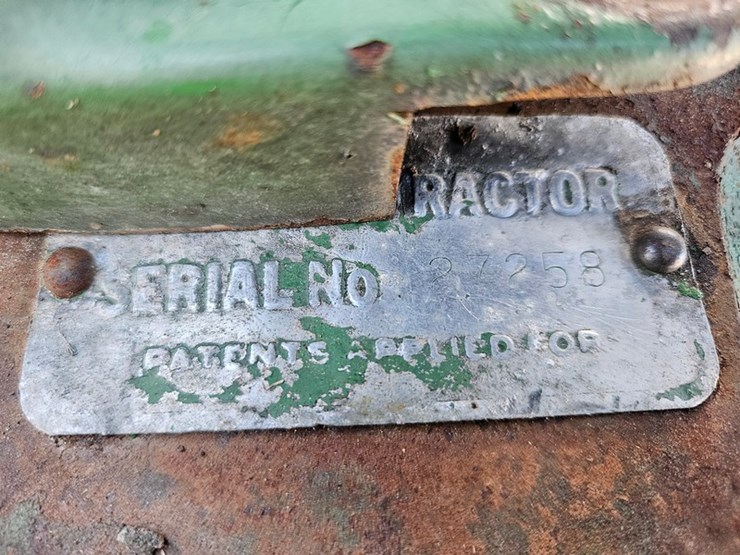 RACTOR
SERIAL NO 27258
PATENTS APPLIED FOR